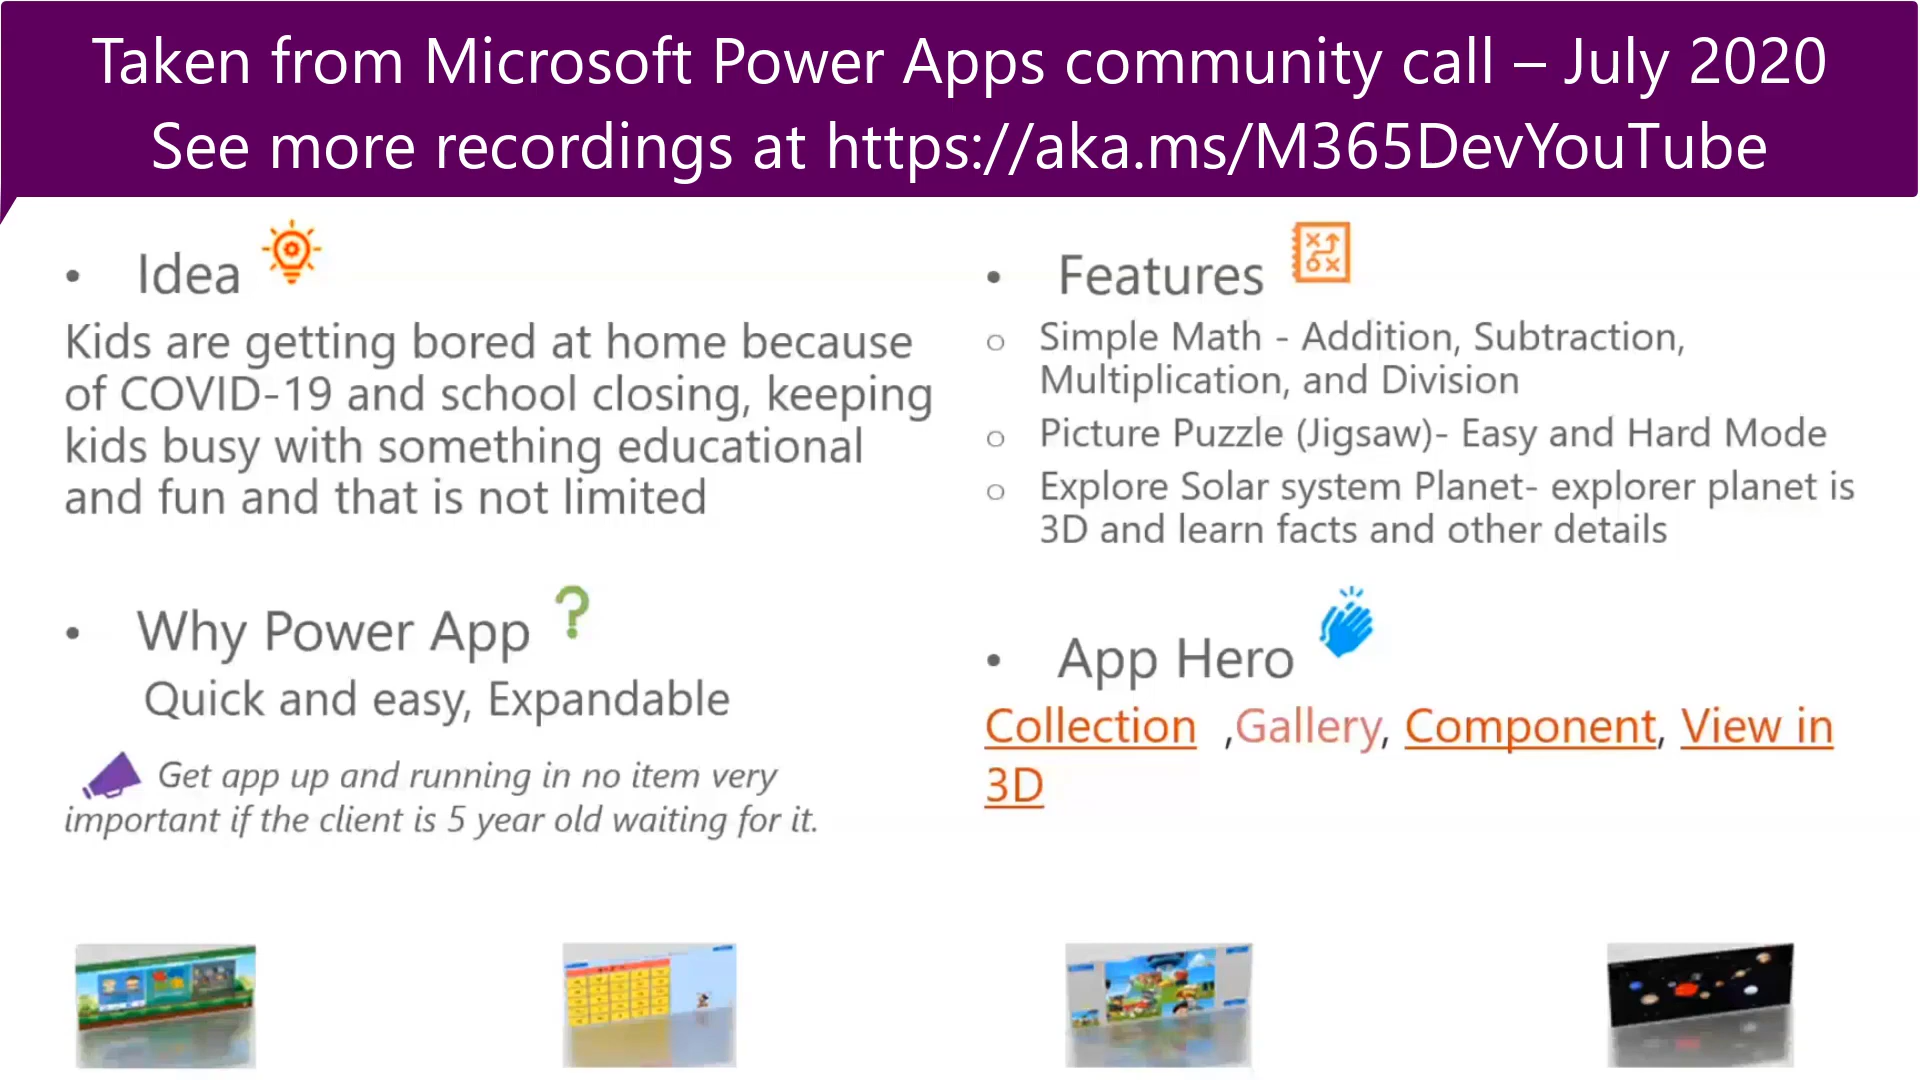 Taken from Microsoft Power Apps community call – July 2020
See more recordings at https://aka.ms/M365DevYouTube
• Idea
Kids are getting bored at home because
of COVID-19 and school closing, keeping
kids busy with something educational
and fun and that is not limited
• Why Power App
Quick and easy, Expandable
Get app up and running in no item very
important if the client is 5 year old waiting for it.
• Features
o Simple Math - Addition, Subtraction,
Multiplication, and Division
o Picture Puzzle (Jigsaw)- Easy and Hard Mode
o Explore Solar system Planet- explorer planet is
3D and learn facts and other details
• App Hero
Collection ,Gallery, Component, View in
3D